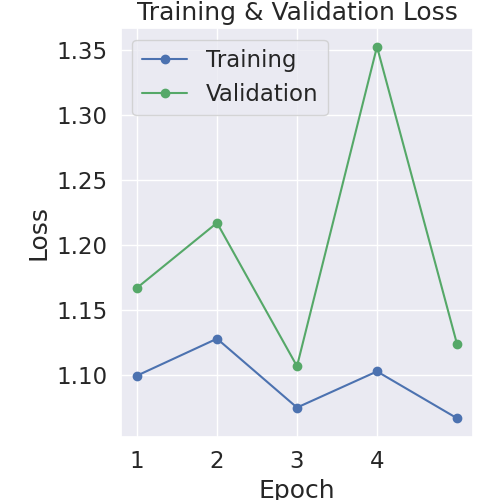 Training & Validation Loss
Training
Validation
Loss
1.35
1.30
1.25
1.20
1.15
1.10
1 2 3 4
Epoch